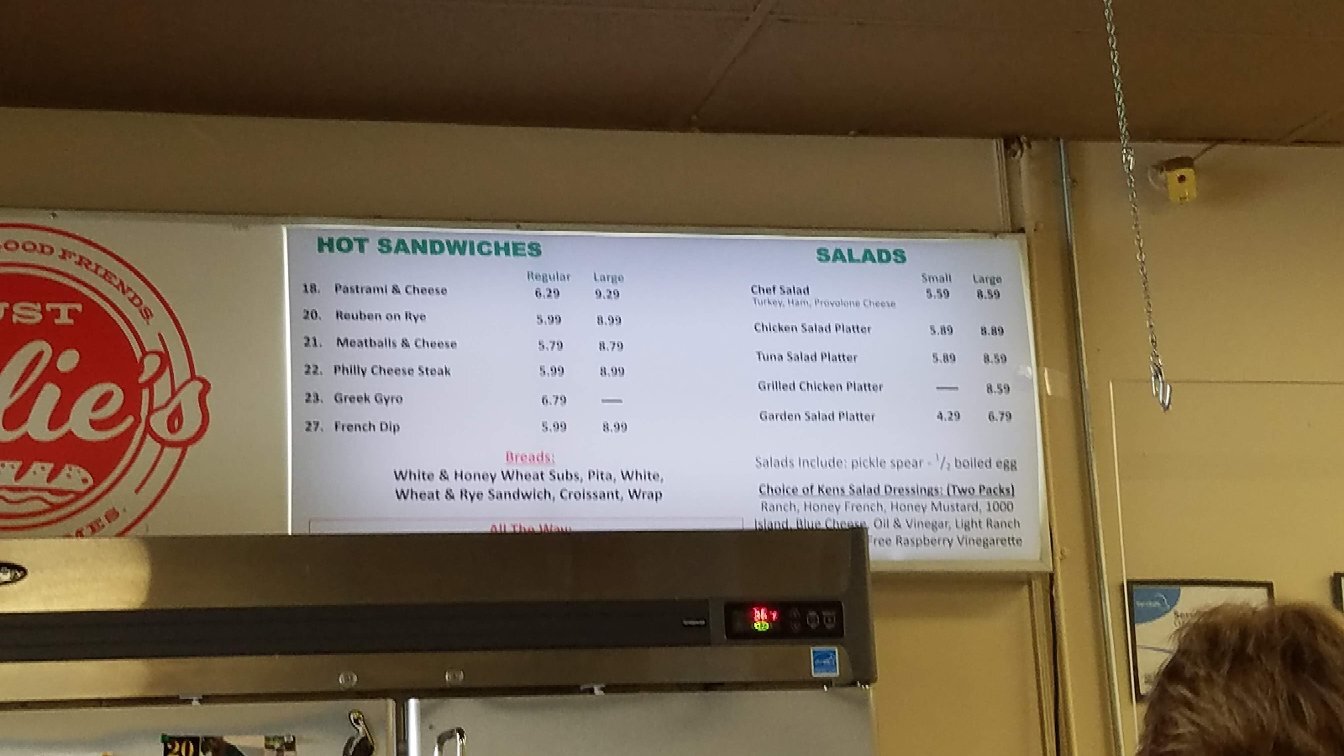 GOOD FRIENDS.
UST
lie's
MES.
HOT SANDWICHES
Regular Large
18. Pastrami & Cheese 6.29 9.29
20. Reuben on Rye 5.99 8.99
21. Meatballs & Cheese 5.79 8.79
22. Philly Cheese Steak 5.99 8.99
23. Greek Gyro 6.79 —
27. French Dip 5.99 8.99
Breads:
White & Honey Wheat Subs, Pita, White,
Wheat & Rye Sandwich, Croissant, Wrap
All The Way:
SALADS
Small Large
Chef Salad 5.59 8.59
Turkey, Ham, Provolone Cheese
Chicken Salad Platter 5.89 8.89
Tuna Salad Platter 5.89 8.59
Grilled Chicken Platter — 8.59
Garden Salad Platter 4.29 6.79
Salads Include: pickle spear - 1/2 boiled egg
Choice of Kens Salad Dressings: (Two Packs)
Ranch, Honey French, Honey Mustard, 1000
Island, Blue Cheese, Oil & Vinegar, Light Ranch
Free Raspberry Vinegarette
20